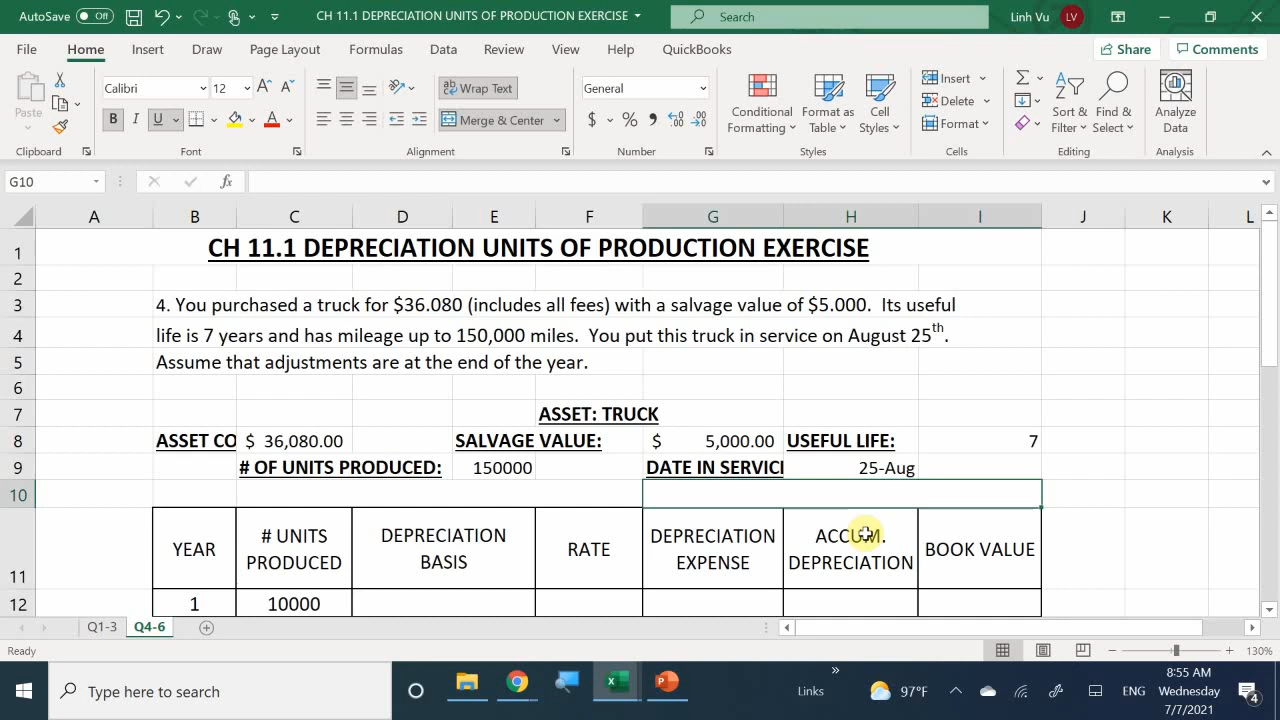 AutoSave Off CH 11.1 DEPRECIATION UNITS OF PRODUCTION EXERCISE Search Linh Vu LV
File Home Insert Draw Page Layout Formulas Data Review View Help QuickBooks Share Comments
Paste Calibri 12 Wrap Text General Conditional Formatting Format as Table Cell Styles Insert Sort & Filter Find & Select Analyze Data
B I U A Merge & Center $ % Delete Format
Clipboard Font Alignment Number Styles Cells Editing Analysis
G10 fx
A B C D E F G H I J K L
1 CH 11.1 DEPRECIATION UNITS OF PRODUCTION EXERCISE
2
3 4. You purchased a truck for $36.080 (includes all fees) with a salvage value of $5.000. Its useful
4 life is 7 years and has mileage up to 150,000 miles. You put this truck in service on August 25th.
5 Assume that adjustments are at the end of the year.
6
7 ASSET: TRUCK
8 ASSET CO $ 36,080.00 SALVAGE VALUE: $ 5,000.00 USEFUL LIFE: 7
9 # OF UNITS PRODUCED: 150000 DATE IN SERVICE 25-Aug
10
11 YEAR # UNITS PRODUCED DEPRECIATION BASIS RATE DEPRECIATION EXPENSE ACCUM. DEPRECIATION BOOK VALUE
12 1 10000
Q1-3 Q4-6
Ready 130%
Type here to search Links 97°F ENG 8:55 AM Wednesday 7/7/2021 4